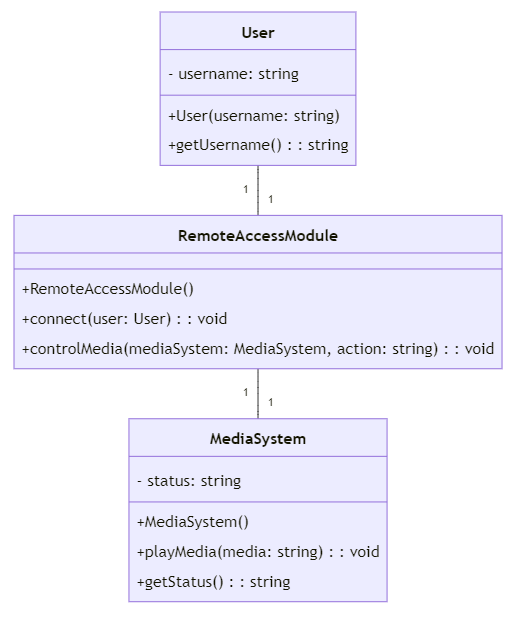 User
- username: string
+User(username: string)
+getUsername() : : string
1
1
RemoteAccessModule
+RemoteAccessModule()
+connect(user: User) : : void
+controlMedia(mediaSystem: MediaSystem, action: string) : : void
1
1
MediaSystem
- status: string
+MediaSystem()
+playMedia(media: string) : : void
+getStatus() : : string